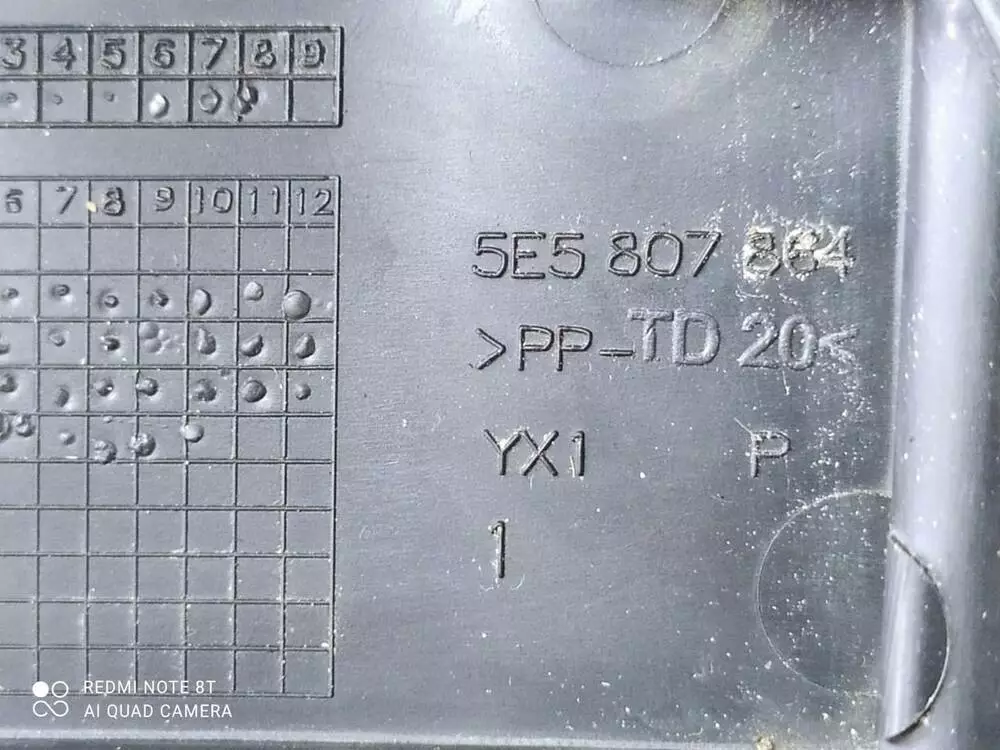 3 4 5 6 7 8 9
6 7 8 9 10 11 12
5E5 807 864
>PP-TD 20<
YX1 P
1
REDMI NOTE 8T
AI QUAD CAMERA